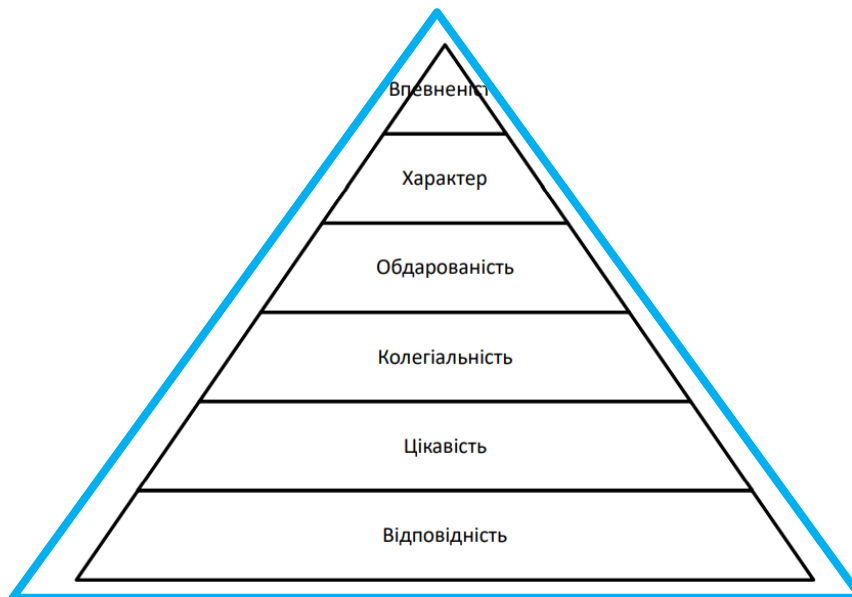 Впевненіст
Характер
Обдарованість
Колегіальність
Цікавість
Відповідність